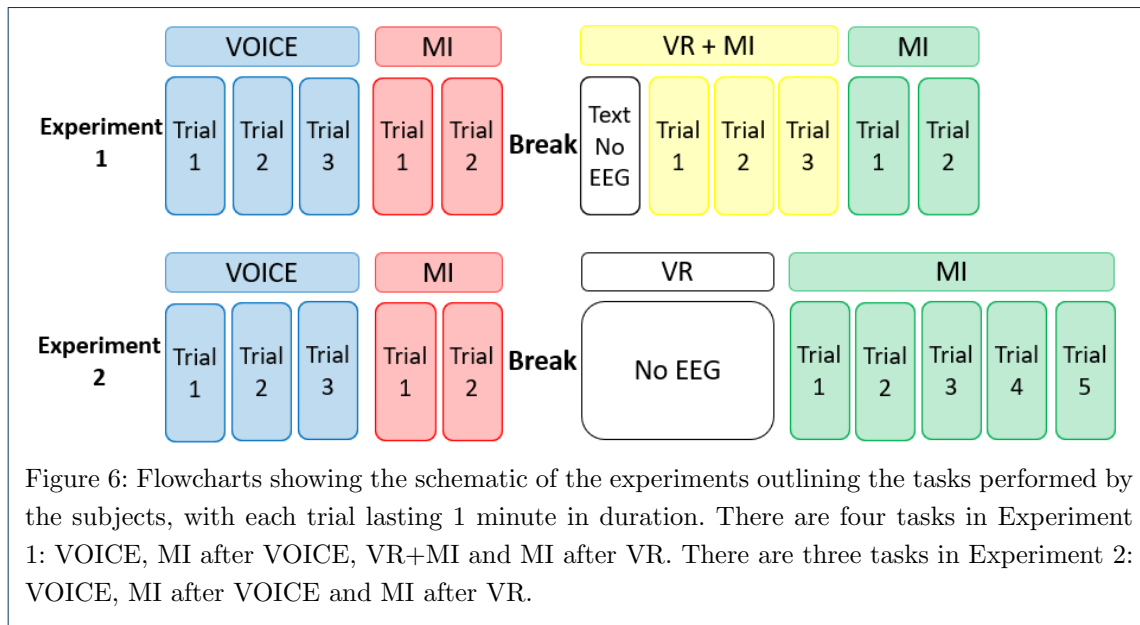 VOICE MI VR + MI MI
Experiment 1 Trial 1 Trial 2 Trial 3 Trial 1 Trial 2 Break Text No EEG Trial 1 Trial 2 Trial 3 Trial 1 Trial 2
VOICE MI VR MI
Experiment 2 Trial 1 Trial 2 Trial 3 Trial 1 Trial 2 Break No EEG Trial 1 Trial 2 Trial 3 Trial 4 Trial 5
Figure 6: Flowcharts showing the schematic of the experiments outlining the tasks performed by
the subjects, with each trial lasting 1 minute in duration. There are four tasks in Experiment
1: VOICE, MI after VOICE, VR+MI and MI after VR. There are three tasks in Experiment 2:
VOICE, MI after VOICE and MI after VR.